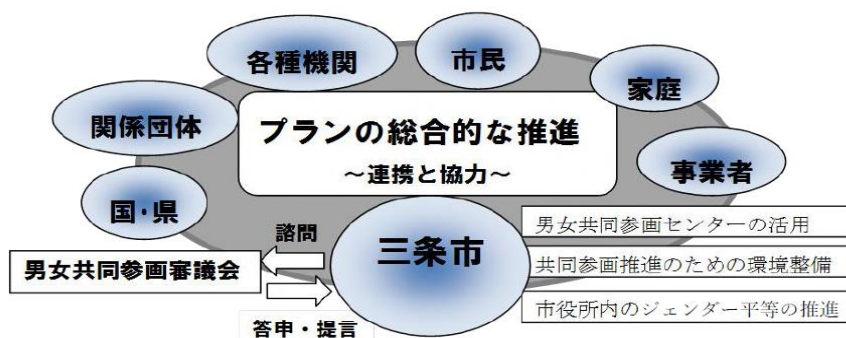 各種機関
市民
家庭
関係団体
プランの総合的な推進
～連携と協力～
事業者
国・県
諮問
三条市
男女共同参画センターの活用
男女共同参画審議会
共同参画推進のための環境整備
市役所内のジェンダー平等の推進
答申・提言